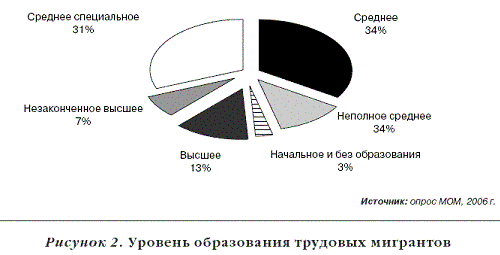 Среднее специальное
31%
Среднее
34%
Незаконченное высшее
7%
Неполное среднее
34%
Высшее
13%
Начальное и без образования
3%
Источник: опрос МОМ, 2006 г.
Рисунок 2. Уровень образования трудовых мигрантов